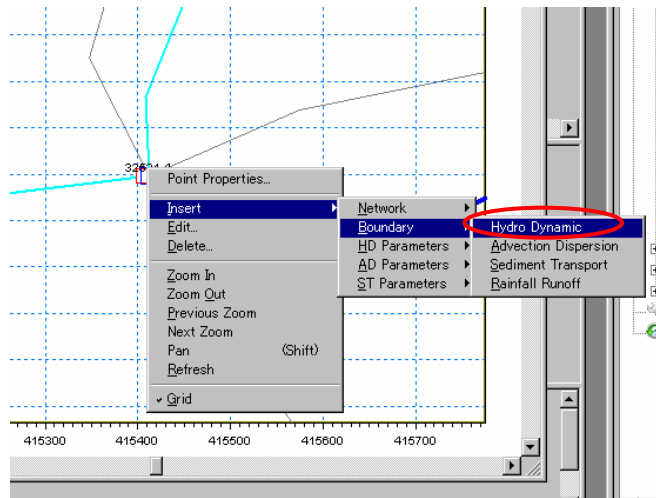 Point Properties...
Insert
Edit...
Delete...
Zoom In
Zoom Out
Previous Zoom
Next Zoom
Pan (Shift)
Refresh
Grid
Network
Boundary
HD Parameters
AD Parameters
ST Parameters
Hydro Dynamic
Advection Dispersion
Sediment Transport
Rainfall Runoff
415300 415400 415500 415600 415700